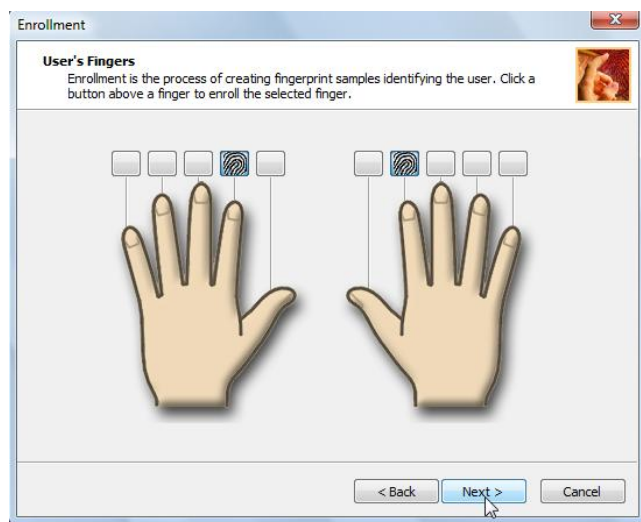 Enrollment
User's Fingers
Enrollment is the process of creating fingerprint samples identifying the user. Click a
button above a finger to enroll the selected finger.
< Back
Next >
Cancel